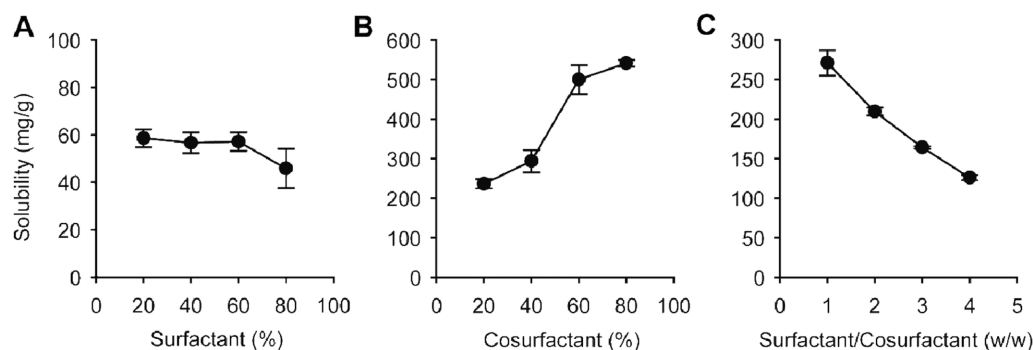 A
B
C
100
80
60
40
20
0
Solubility (mg/g)
0 20 40 60 80 100
Surfactant (%)
600
500
400
300
200
100
0
0 20 40 60 80 100
Cosurfactant (%)
300
250
200
150
100
50
0
0 1 2 3 4 5
Surfactant/Cosurfactant (w/w)